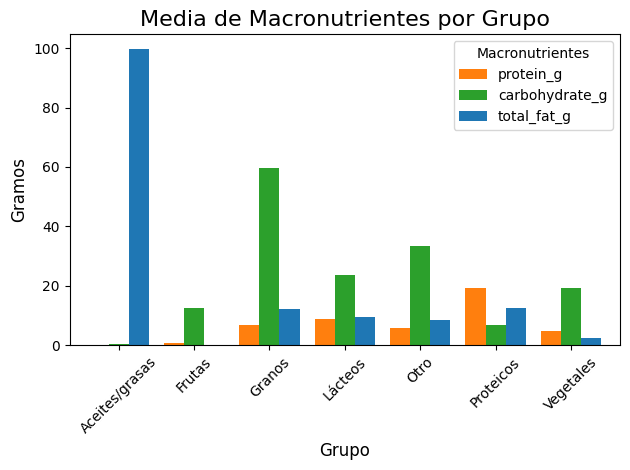 Media de Macronutrientes por Grupo
Macronutrientes
protein_g
carbohydrate_g
total_fat_g
Gramos
100
80
60
40
20
0
Aceites/grasas
Frutas
Granos
Lácteos
Otro
Proteicos
Vegetales
Grupo